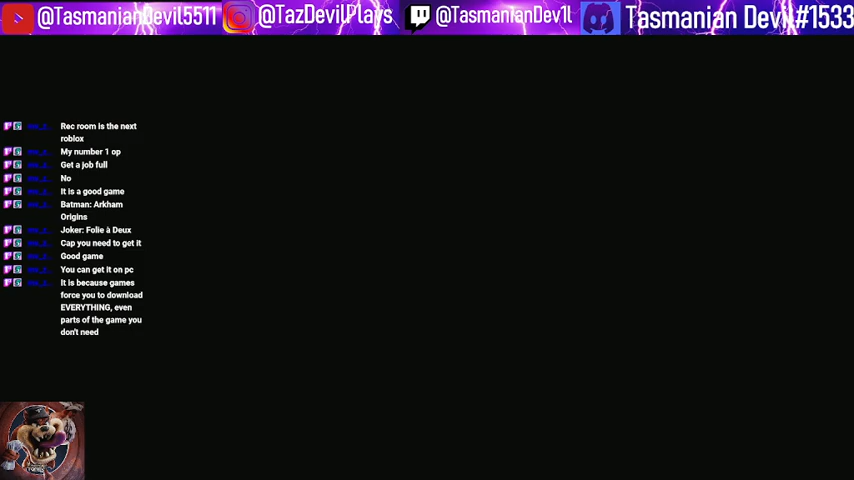 @TasmanianDevil5511 @TazDevilPlays @TasmanianDev1l Tasmanian Devil#1533
Rec room is the next
roblox
My number 1 op
Get a job full
No
It is a good game
Batman: Arkham
Origins
Joker: Folie à Deux
Cap you need to get it
Good game
You can get it on pc
It is because games
force you to download
EVERYTHING, even
parts of the game you
don't need